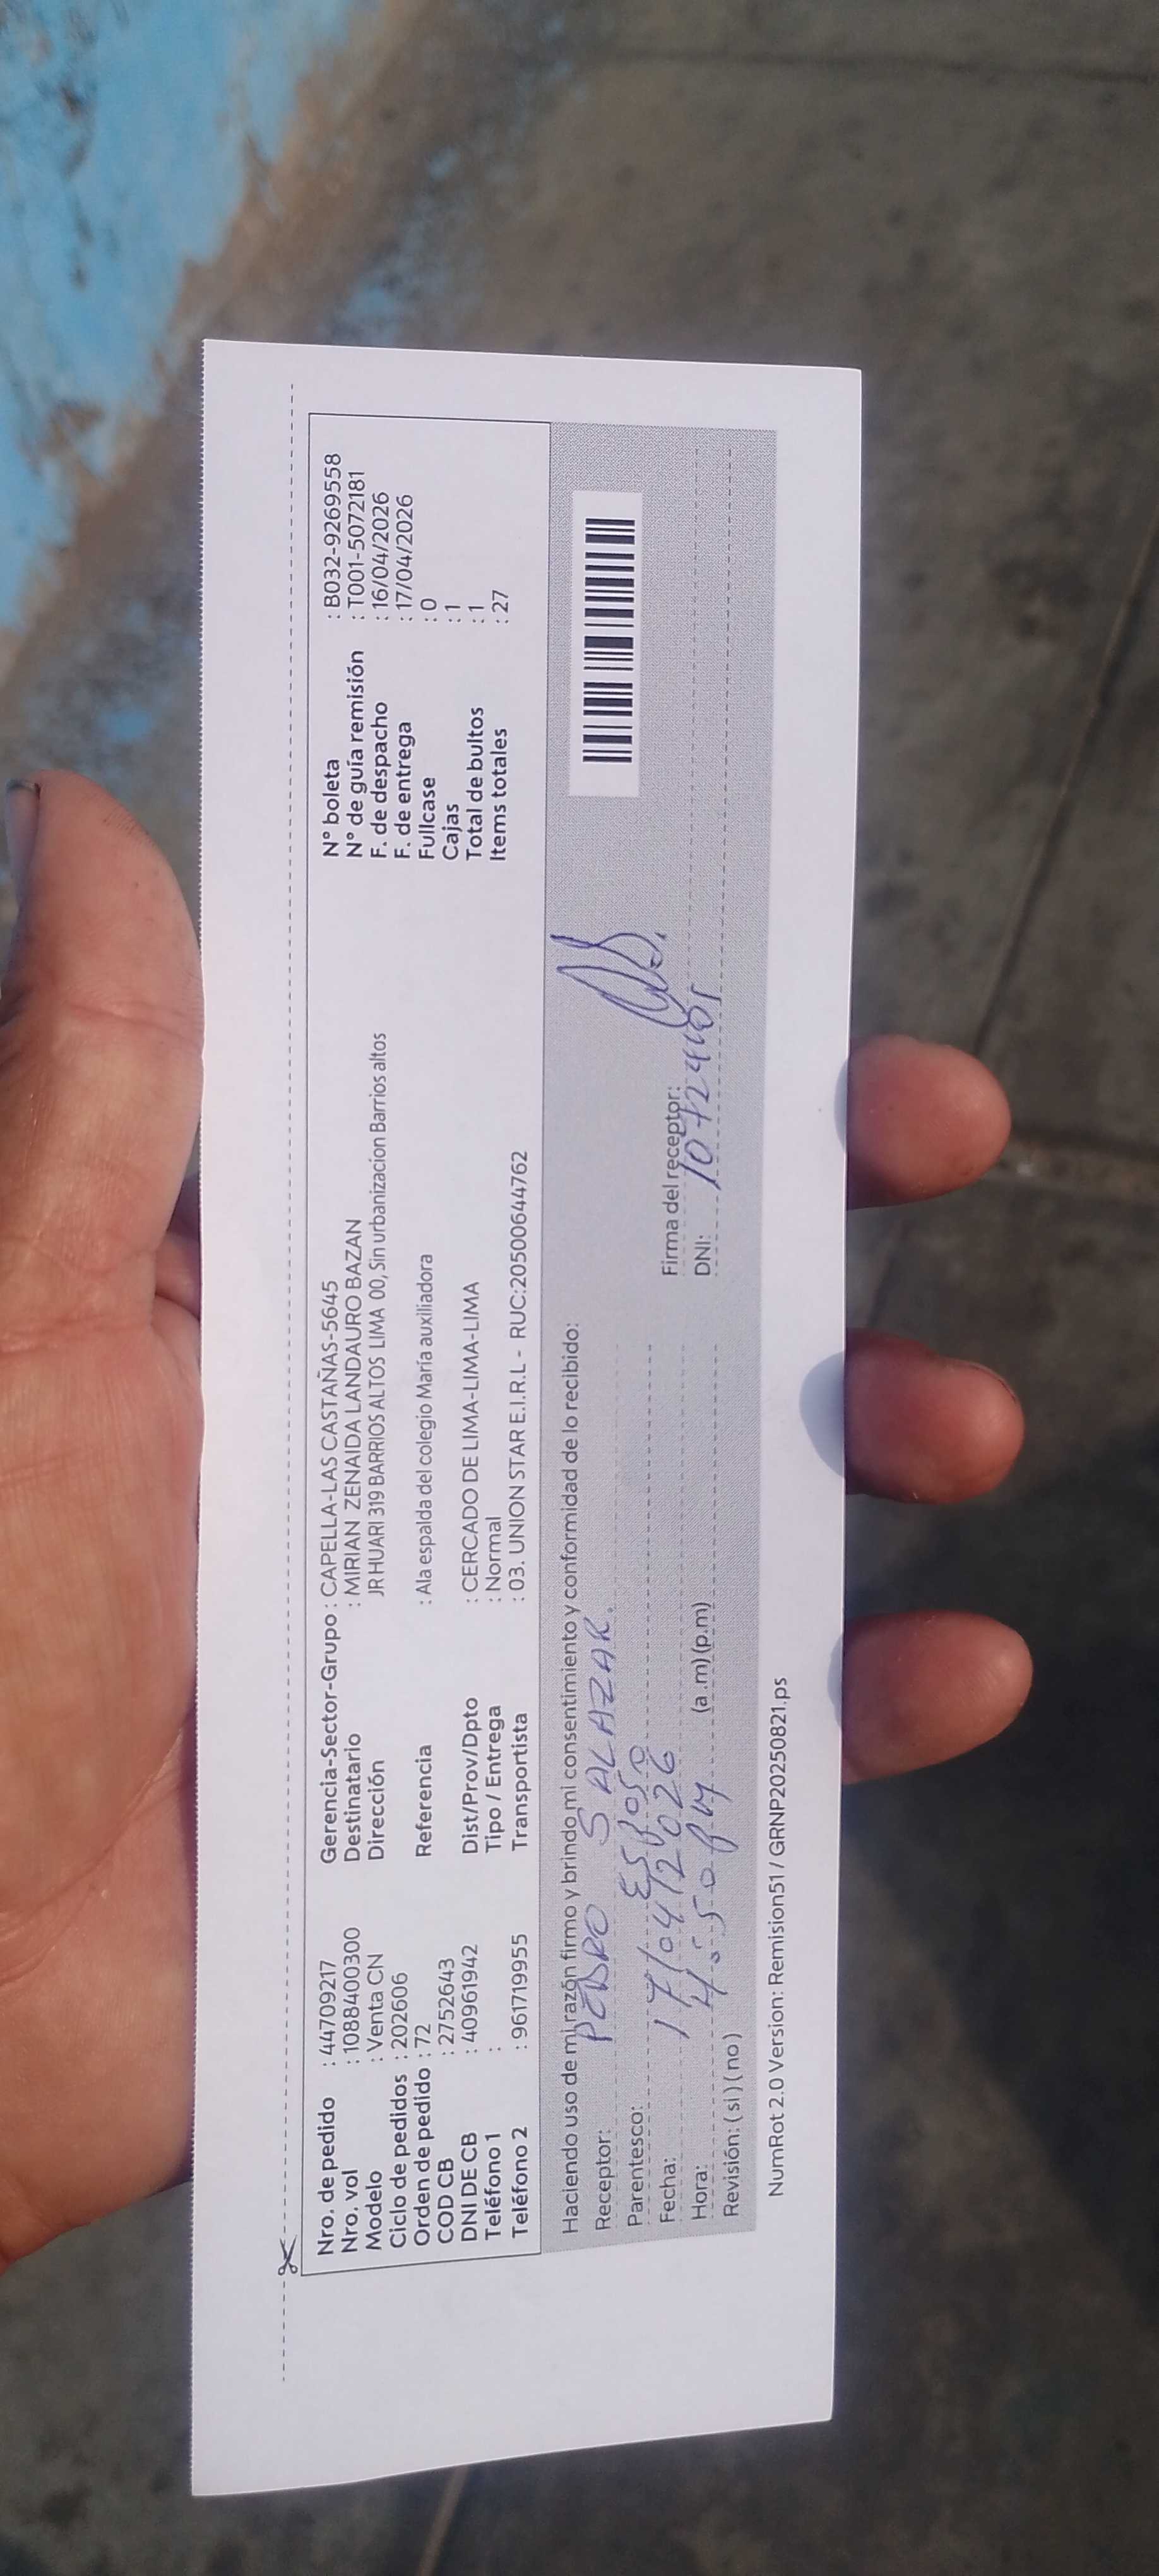 Nro. de pedido : 44709217
Nro. vol : 1088400300
Modelo : Venta CN
Ciclo de pedidos : 202606
Orden de pedido : 72
COD CB : 2752643
DNI DE CB : 40961942
Teléfono 1 :
Teléfono 2 : 961719955
Gerencia-Sector-Grupo : CAPELLA-LAS CASTAÑAS-5645
Destinatario : MIRIAN ZENAIDA LANDAURO BAZAN
Dirección JR HUARI 319 BARRIOS ALTOS LIMA 00, Sin urbanizacion Barrios altos
Referencia : Ala espalda del colegio María auxiliadora
Dist/Prov/Dpto : CERCADO DE LIMA-LIMA-LIMA
Tipo / Entrega : Normal
Transportista : 03. UNION STAR E.I.R.L - RUC:20500644762
N° boleta : B032-9269558
N° de guía remisión : T001-5072181
F. de despacho : 16/04/2026
F. de entrega : 17/04/2026
Fullcase : 0
Cajas : 1
Total de bultos : 1
Items totales : 27
Haciendo uso de mi razón firmo y brindo mi consentimiento y conformidad de lo recibido:
Receptor: PEDRO SALAZAR.
Parentesco: ESPOSO
Fecha: 17/04/2026
Hora: 4:50 PM (a.m) (p.m)
Revisión: ( si ) ( no )
Firma del receptor:
DNI:
NumRot 2.0 Version: Remision51 / GRNP20250821.ps